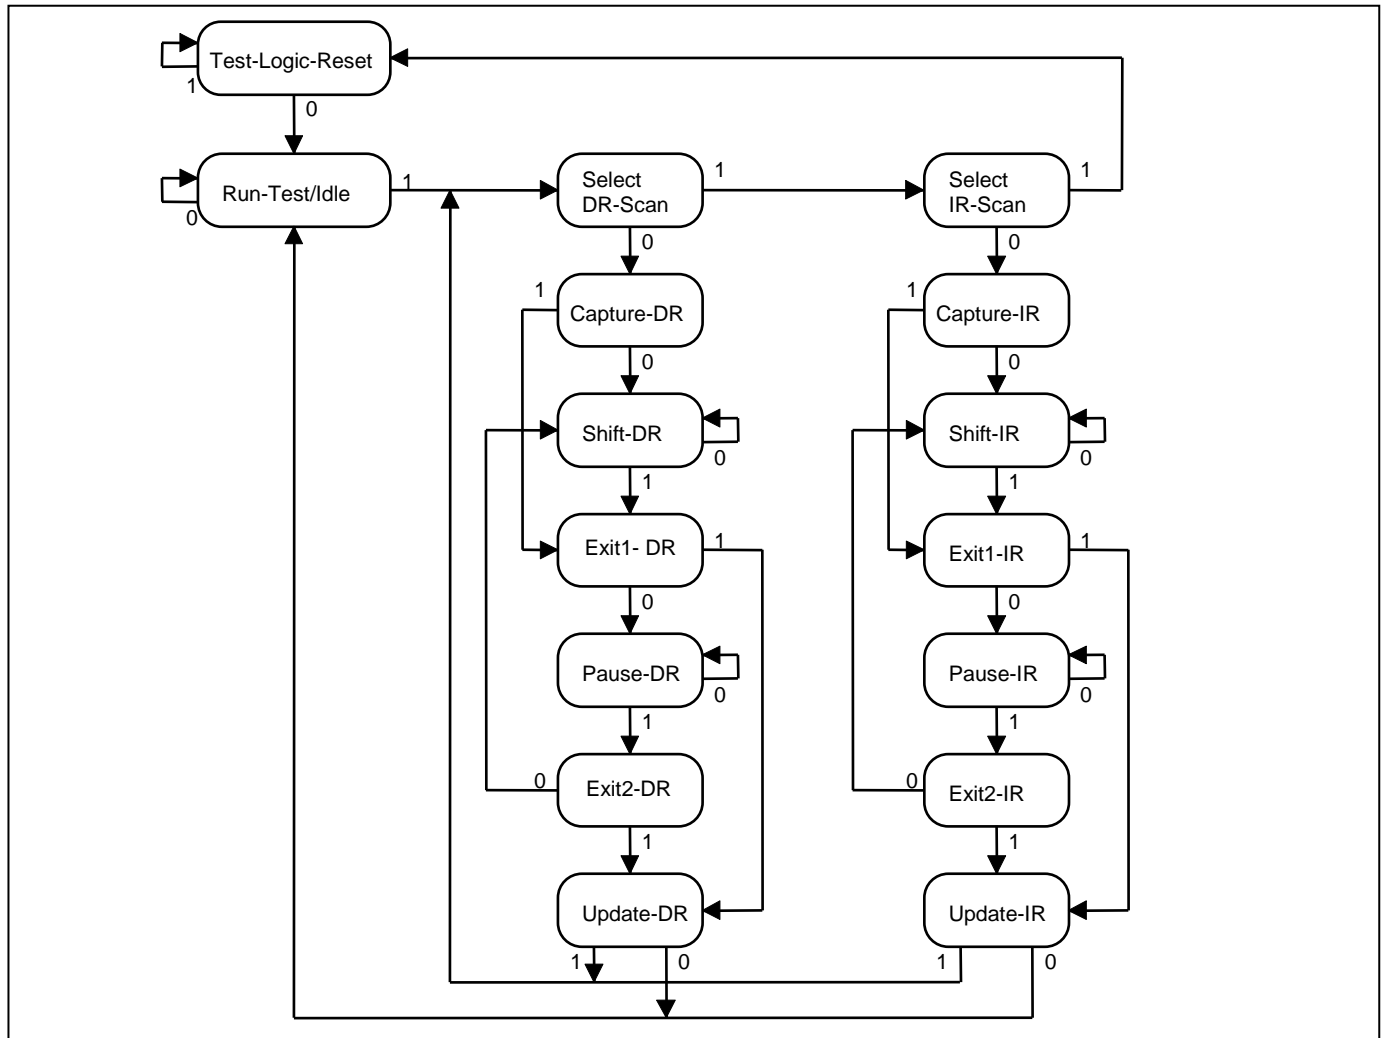 Test-Logic-Reset
1
0
Run-Test/Idle
0
1
Select
DR-Scan
1
0
Select
IR-Scan
1
0
1
Capture-DR
0
1
Capture-IR
0
Shift-DR
0
1
Shift-IR
0
1
Exit1- DR
1
0
Exit1-IR
1
0
Pause-DR
0
1
Pause-IR
0
1
0
Exit2-DR
1
0
Exit2-IR
1
Update-DR
1
0
Update-IR
1
0